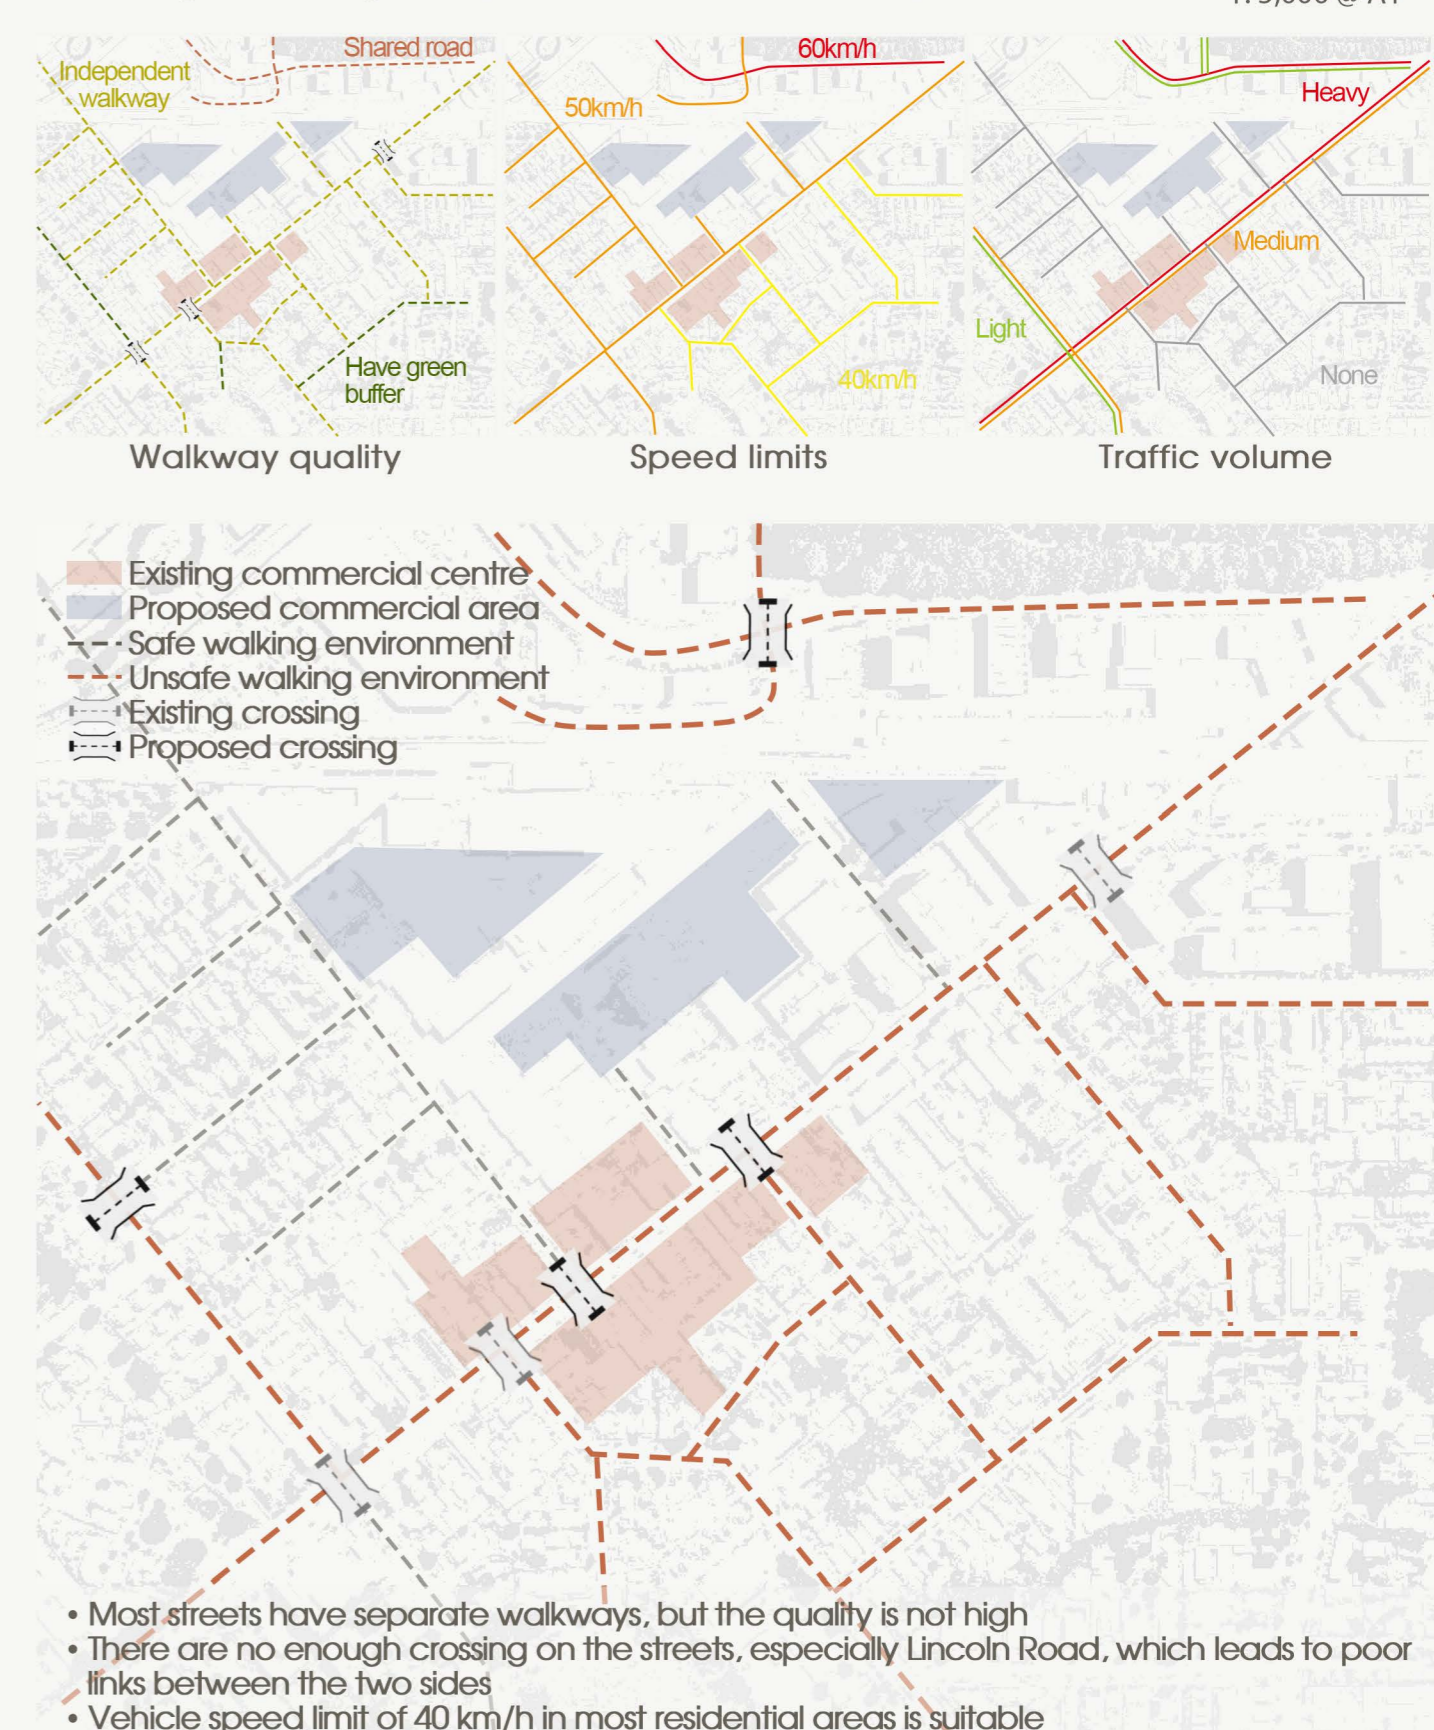 Shared road
Independent
walkway
Have green
buffer
Walkway quality
60km/h
50km/h
40km/h
Speed limits
Heavy
Medium
Light
None
Traffic volume
Existing commercial centre
Proposed commercial area
Safe walking environment
Unsafe walking environment
Existing crossing
Proposed crossing
• Most streets have separate walkways, but the quality is not high
• There are no enough crossing on the streets, especially Lincoln Road, which leads to poor
links between the two sides
• Vehicle speed limit of 40 km/h in most residential areas is suitable